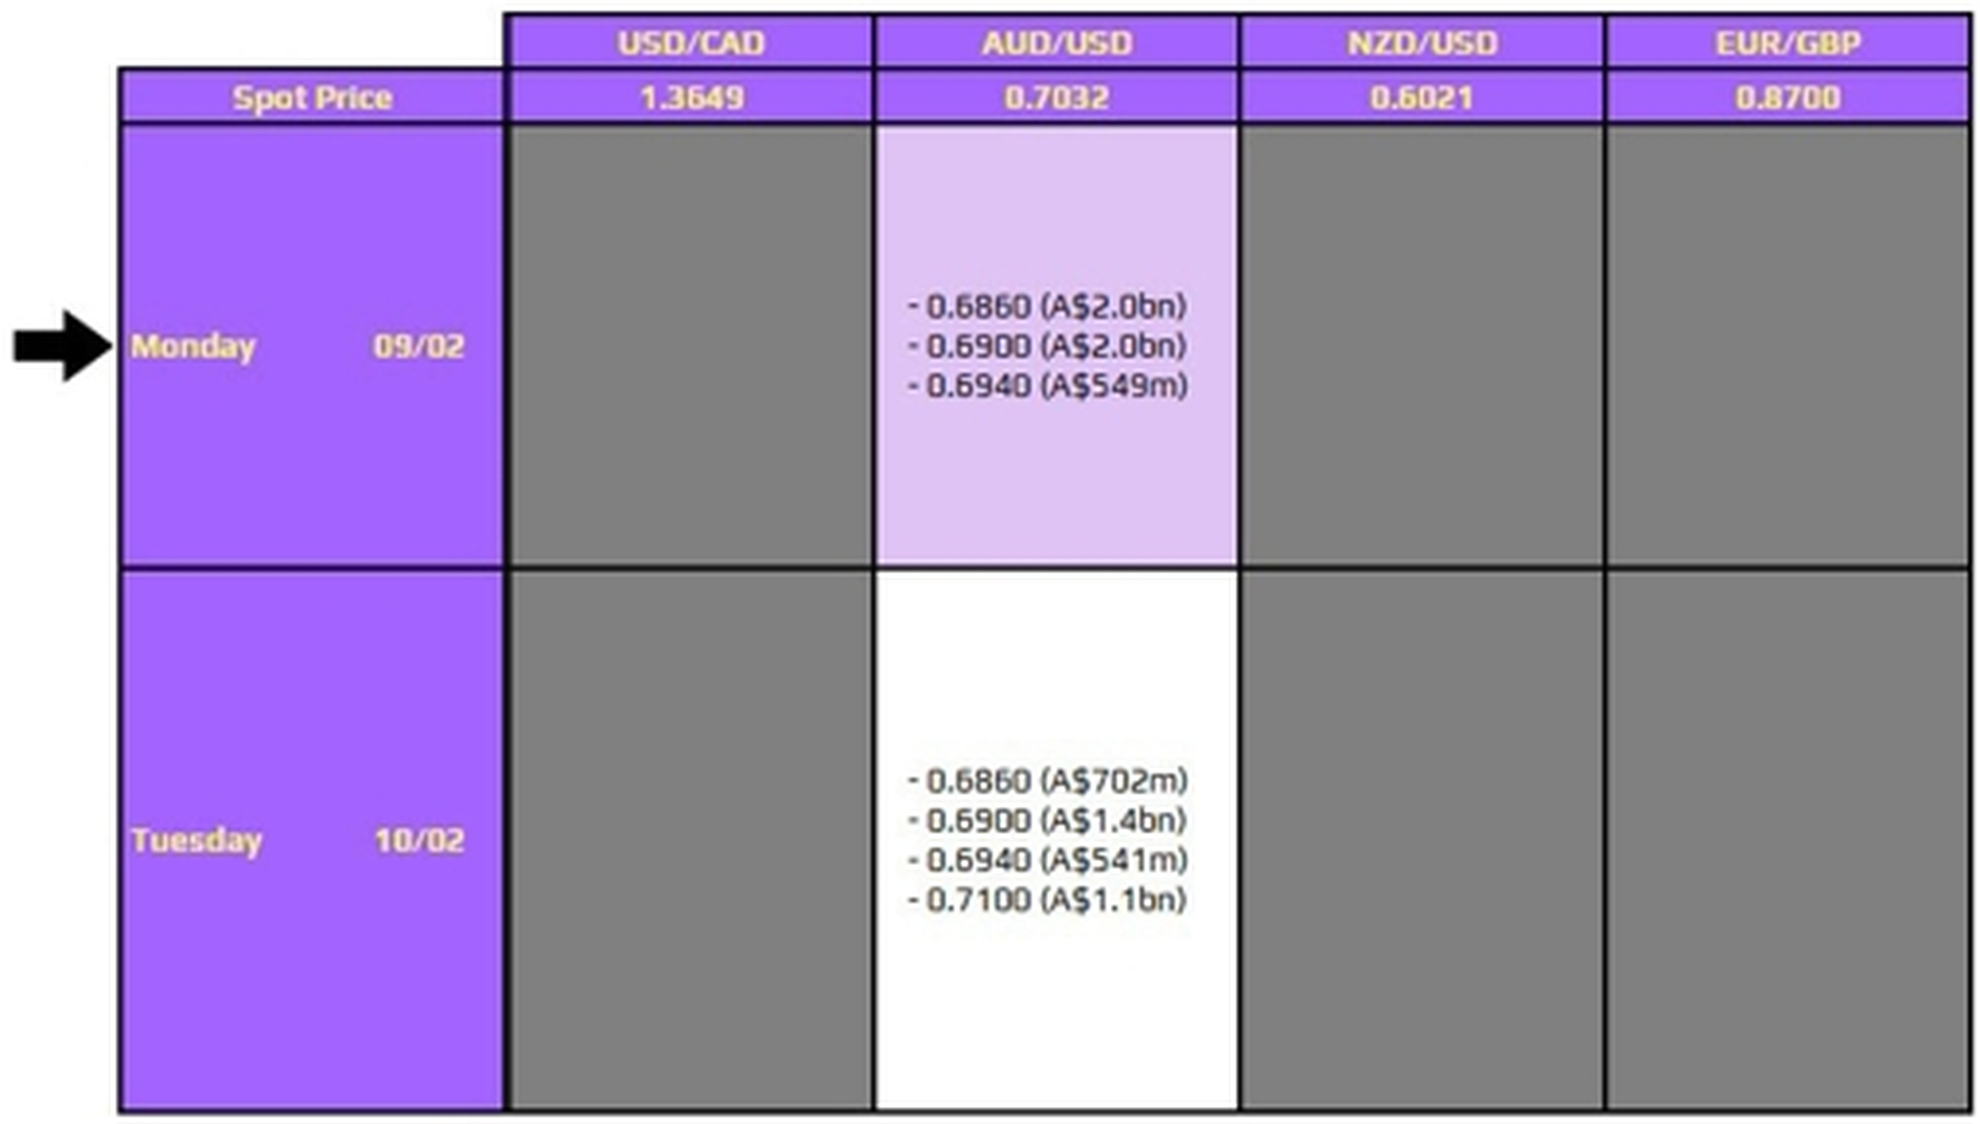 USD/CAD AUD/USD NZD/USD EUR/GBP
Spot Price 1.3649 0.7032 0.6021 0.8700
Monday 09/02
- 0.6860 (A$2.0bn)
- 0.6900 (A$2.0bn)
- 0.6940 (A$549m)
Tuesday 10/02
- 0.6860 (A$702m)
- 0.6900 (A$1.4bn)
- 0.6940 (A$541m)
- 0.7100 (A$1.1bn)